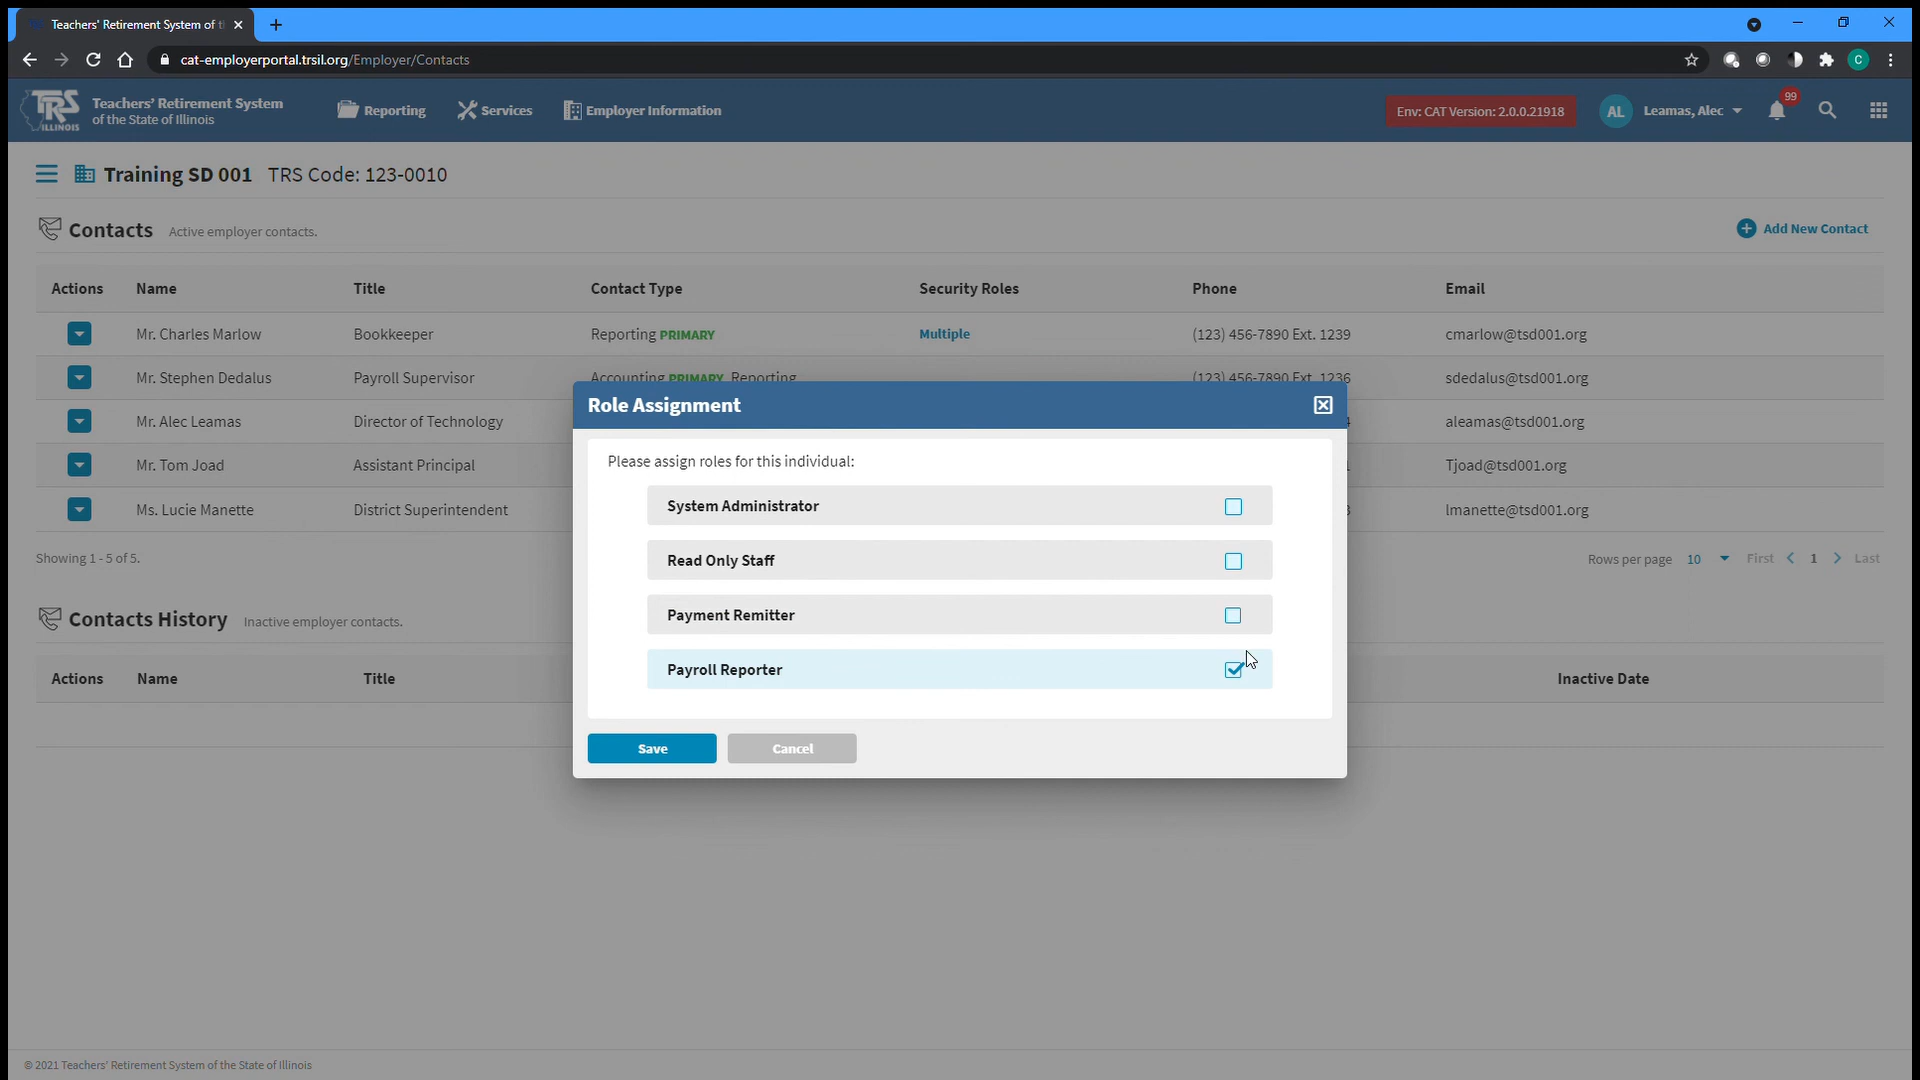 Teachers' Retirement System of t
cat-employerportal.trsil.org/Employer/Contacts
C
TRS
ILLINOIS
Teachers' Retirement System
of the State of Illinois
Reporting
Services
Employer Information
Env: CAT Version: 2.0.0.21918
AL
Leamas, Alec
99
Training SD 001 TRS Code: 123-0010
Contacts Active employer contacts.
Add New Contact
Actions Name Title Contact Type Security Roles Phone Email
Mr. Charles Marlow Bookkeeper Reporting PRIMARY Multiple (123) 456-7890 Ext. 1239 cmarlow@tsd001.org
Mr. Stephen Dedalus Payroll Supervisor Accounting PRIMARY, Reporting (123) 456-7890 Ext. 1236 sdedalus@tsd001.org
Mr. Alec Leamas Director of Technology aleamas@tsd001.org
Mr. Tom Joad Assistant Principal Tjoad@tsd001.org
Ms. Lucie Manette District Superintendent lmanette@tsd001.org
Showing 1 - 5 of 5.
Rows per page 10 First 1 Last
Contacts History Inactive employer contacts.
Actions Name Title Inactive Date
Role Assignment
Please assign roles for this individual:
System Administrator
Read Only Staff
Payment Remitter
Payroll Reporter
Save Cancel
© 2021 Teachers' Retirement System of the State of Illinois